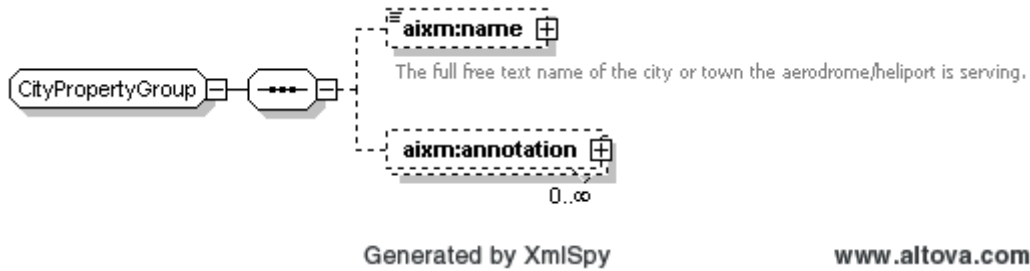 aixm:name
The full free text name of the city or town the aerodrome/heliport is serving.
CityPropertyGroup
aixm:annotation
0..∞
Generated by XmlSpy
www.altova.com